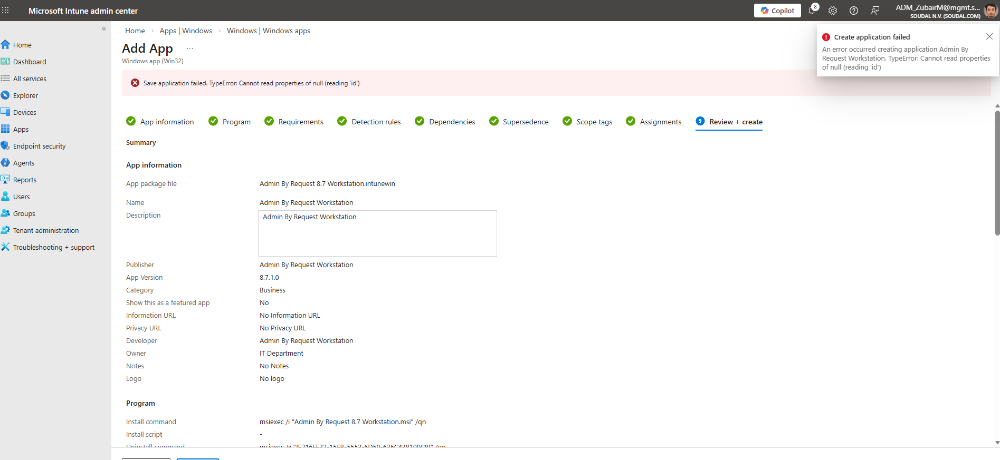 Microsoft Intune admin center
Copilot
8
ADM_ZubairM@mgmt.s...
SOUDAL N.V. (SOUDAL.COM)
Home
Dashboard
All services
Explorer
Devices
Apps
Endpoint security
Agents
Reports
Users
Groups
Tenant administration
Troubleshooting + support
Home > Apps | Windows > Windows | Windows apps
Add App ...
Windows app (Win32)
Create application failed
An error occurred creating application Admin By
Request Workstation. TypeError: Cannot read properties
of null (reading 'id')
Save application failed. TypeError: Cannot read properties of null (reading 'id')
App information
Program
Requirements
Detection rules
Dependencies
Supersedence
Scope tags
Assignments
9 Review + create
Summary
App information
App package file Admin By Request 8.7 Workstation.intunewin
Name Admin By Request Workstation
Description Admin By Request Workstation
Publisher Admin By Request Workstation
App Version 8.7.1.0
Category Business
Show this as a featured app No
Information URL No Information URL
Privacy URL No Privacy URL
Developer Admin By Request Workstation
Owner IT Department
Notes No Notes
Logo No logo
Program
Install command msiexec /i "Admin By Request 8.7 Workstation.msi" /qn
Install script -
Uninstall command msiexec /x /qn